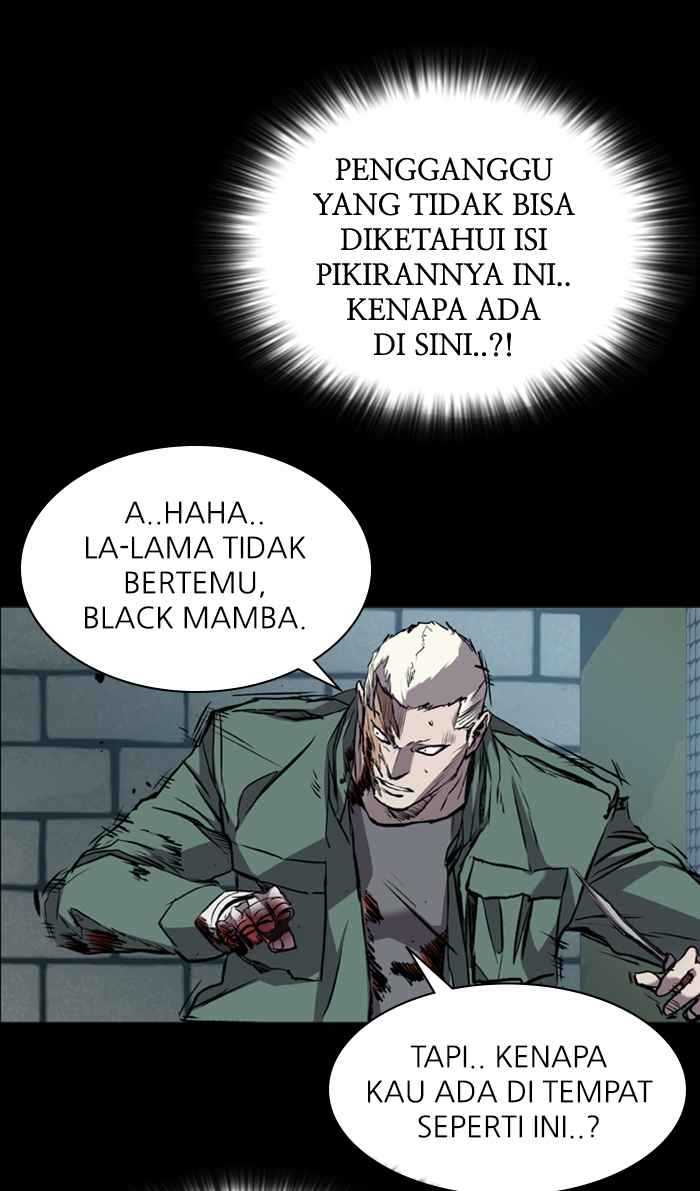 PENGGANGGU
YANG TIDAK BISA
DIKETAHUI ISI
PIKIRANNYA INI..
KENAPA ADA
DI SINI..?!
A..HAHA..
LA-LAMA TIDAK
BERTEMU,
BLACK MAMBA.
TAPI.. KENAPA
KAU ADA DI TEMPAT
SEPERTI INI..?